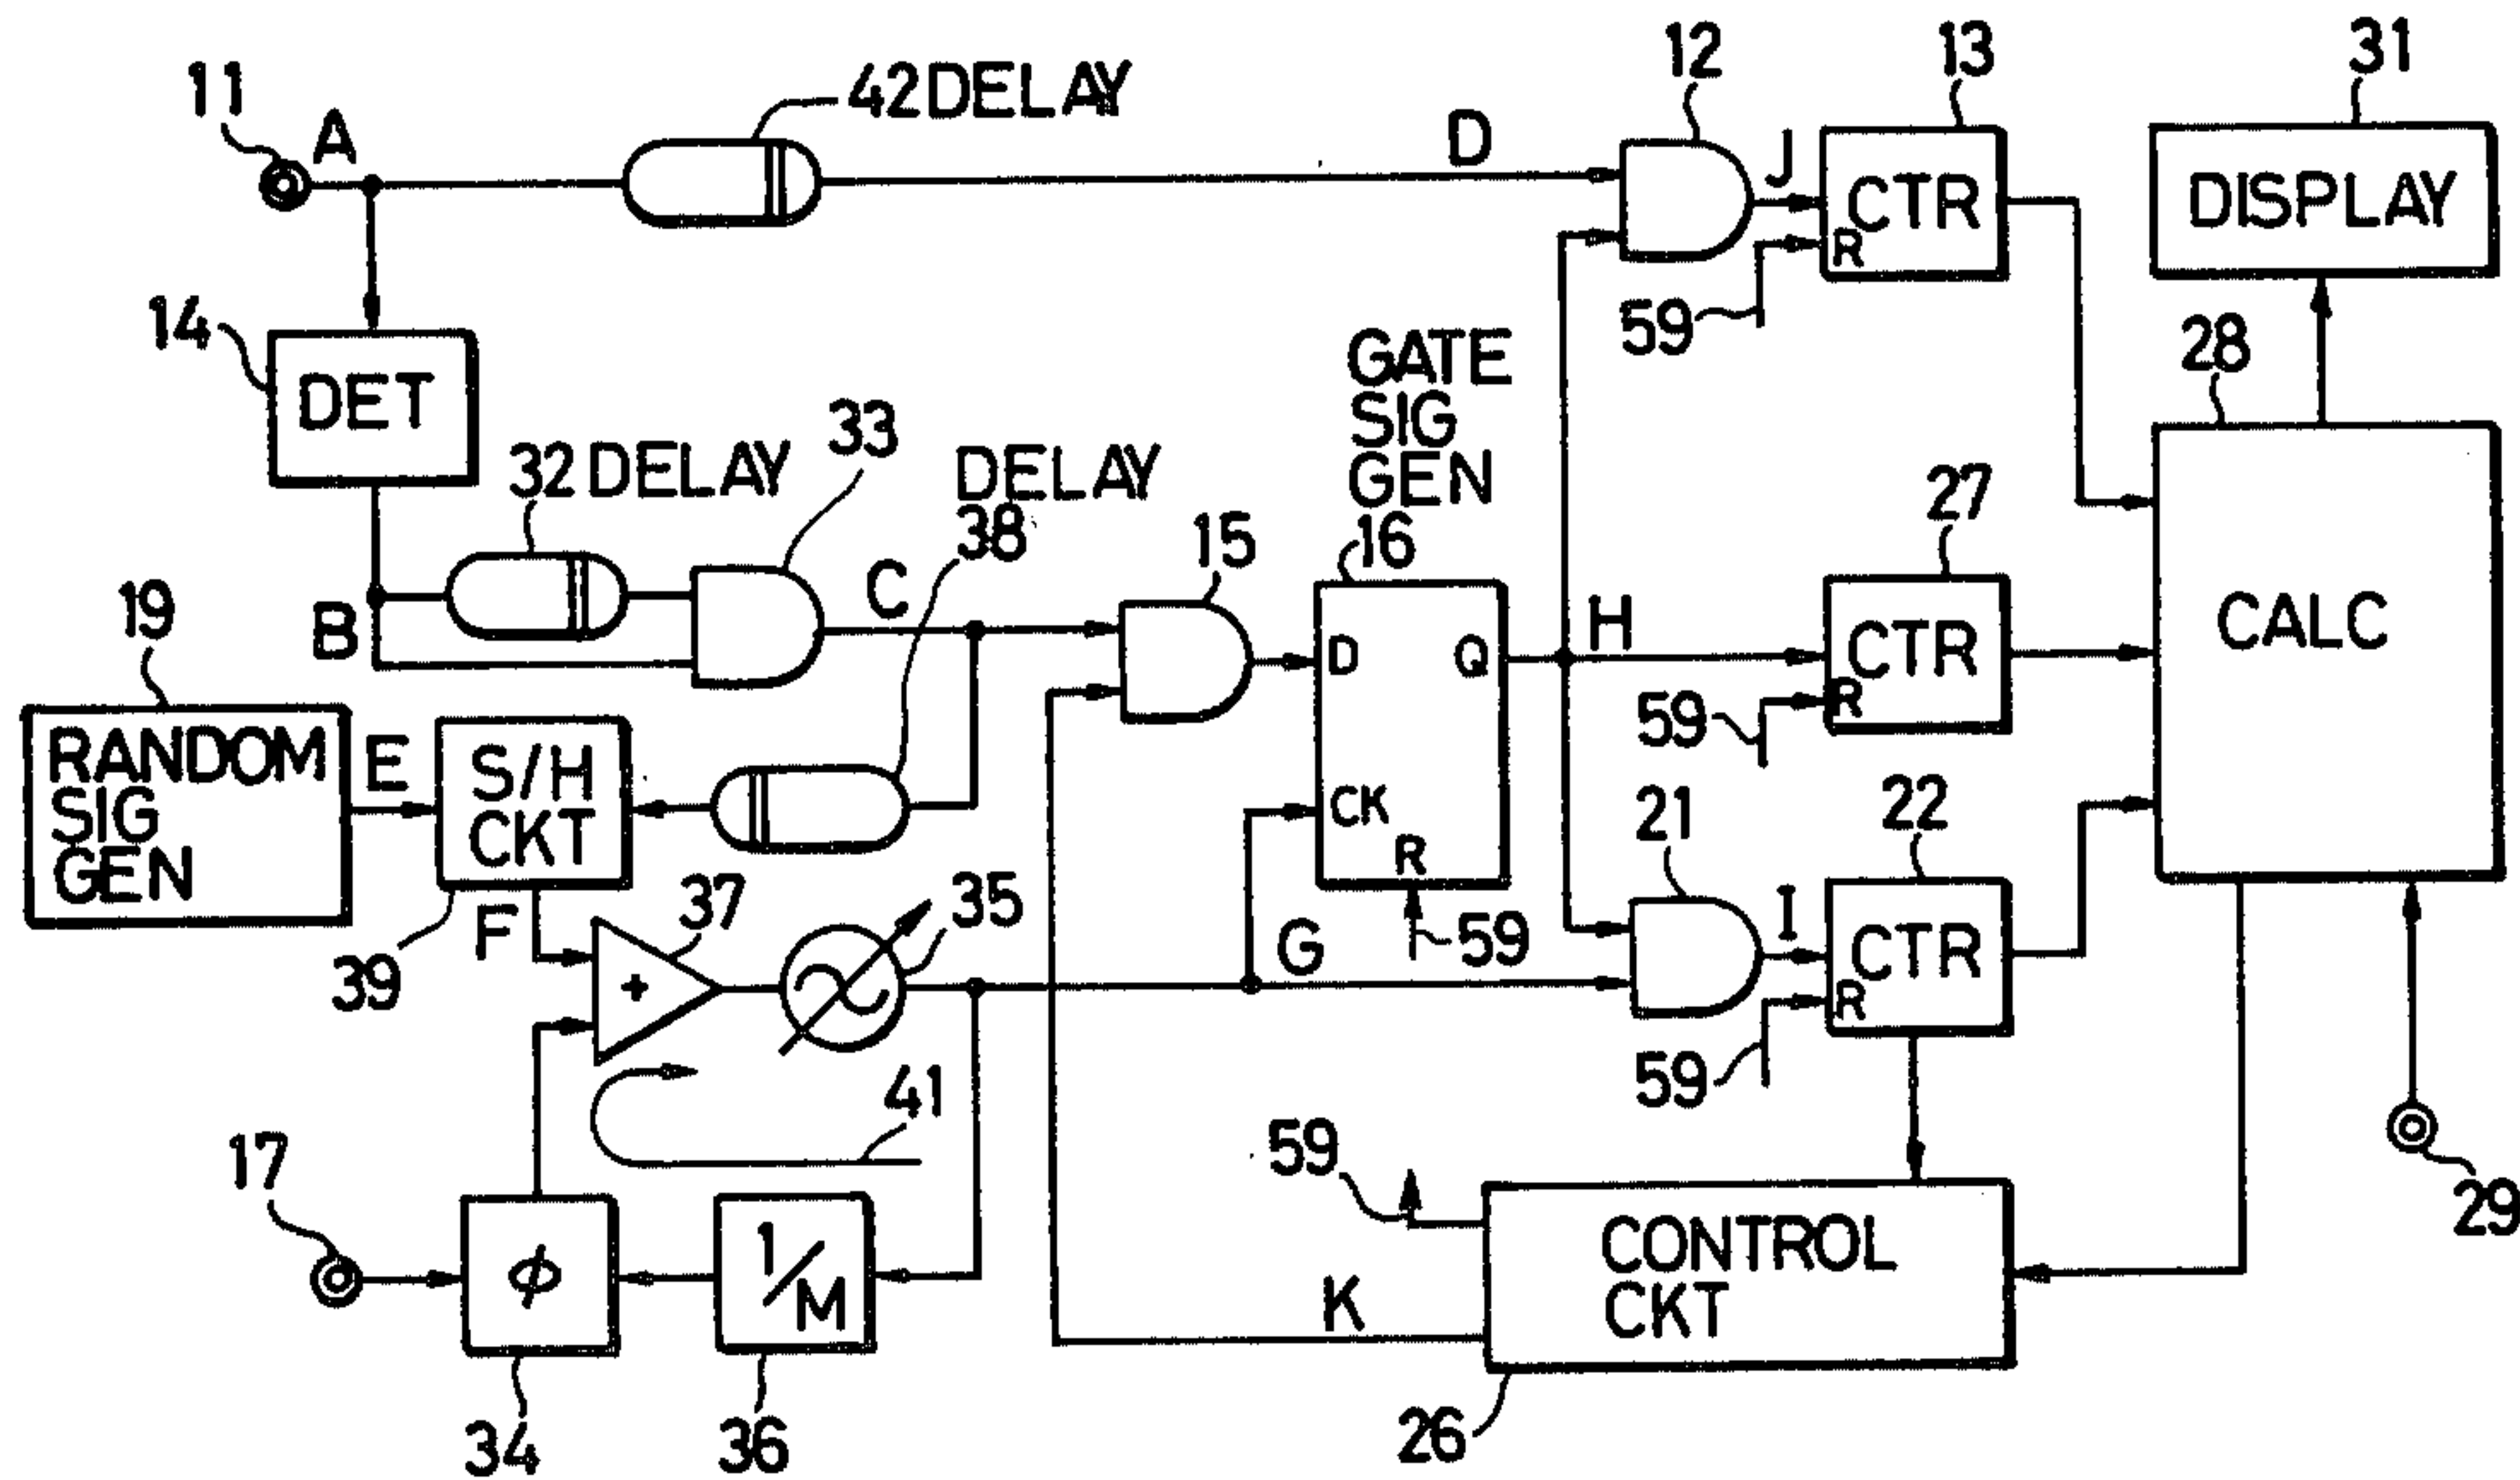 11
A
42 DELAY
D
12
J
13
CTR
R
59
31
DISPLAY
14
DET
32 DELAY
33
DELAY
38
B
C
15
GATE
SIG
GEN
16
D
Q
CK
R
59
H
27
CTR
R
59
28
CALC
19
RANDOM
SIG
GEN
E
S/H
CKT
39
F
37
+
35
G
21
I
22
CTR
R
59
41
17
φ
34
1/M
36
59
K
CONTROL
CKT
26
29